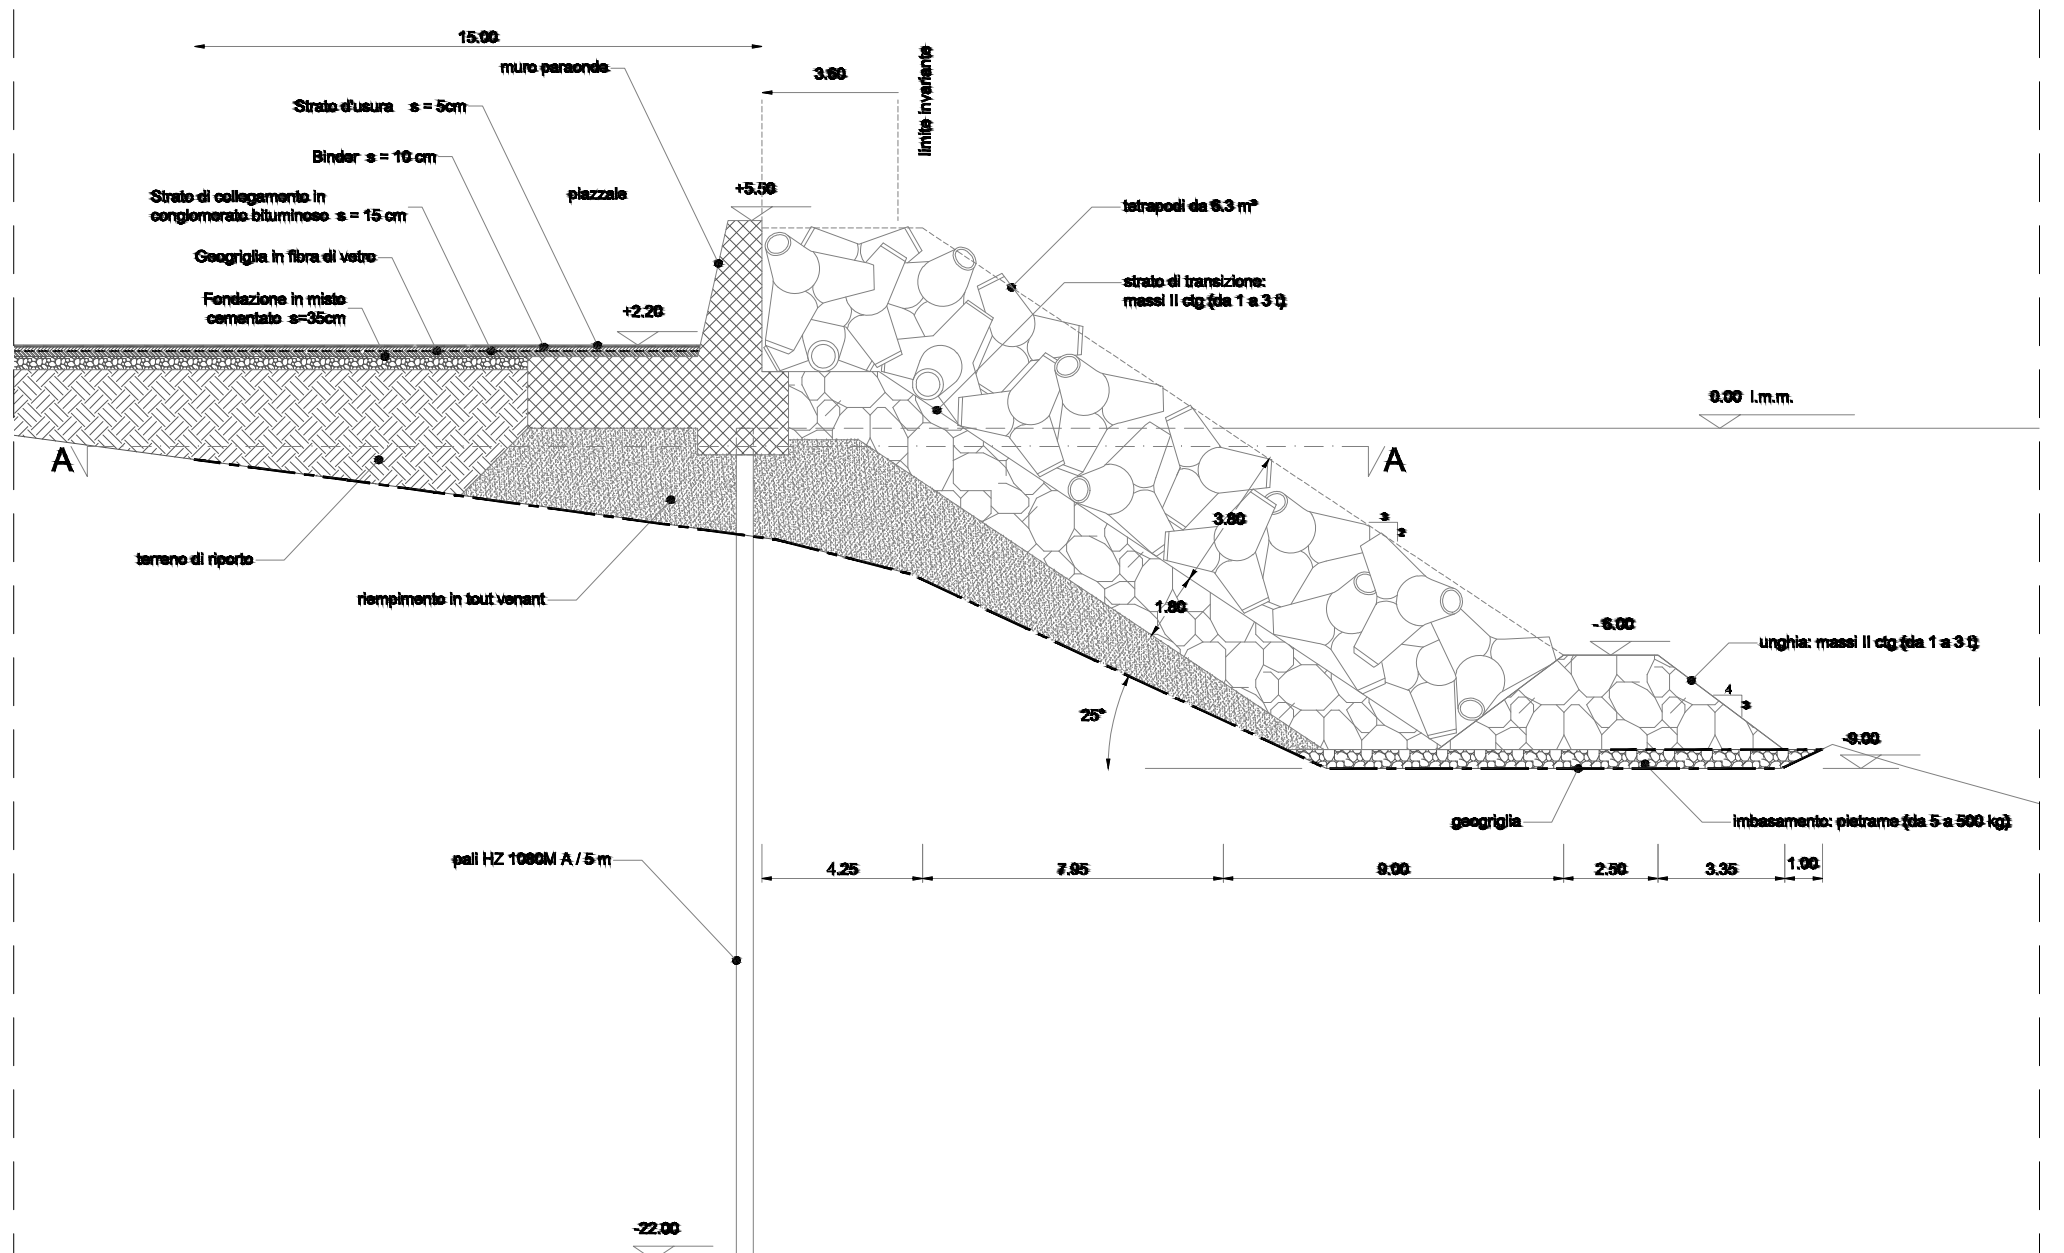 15.00
muro paraonde
3.60
limite invariante
Strato d'usura s = 5cm
Binder s = 10 cm
piazzale
+5.50
Strato di collegamento in
conglomerato bituminoso s = 15 cm
tetrapodi da 6.3 m³
Geogriglia in fibra di vetro
strato di transizione:
massi II ctg (da 1 a 3 t)
Fondazione in misto
cementato s=35cm
+2.20
0.00 l.m.m.
A
A
3.80
3
2
terreno di riporto
riempimento in tout venant
1.80
- 6.00
unghia: massi II ctg (da 1 a 3 t)
4
3
25°
-9.00
geogriglia
imbasamento: pietrame (da 5 a 500 kg)
pali HZ 1080M A / 5 m
4.25
7.95
9.00
2.50
3.35
1.00
-22.00